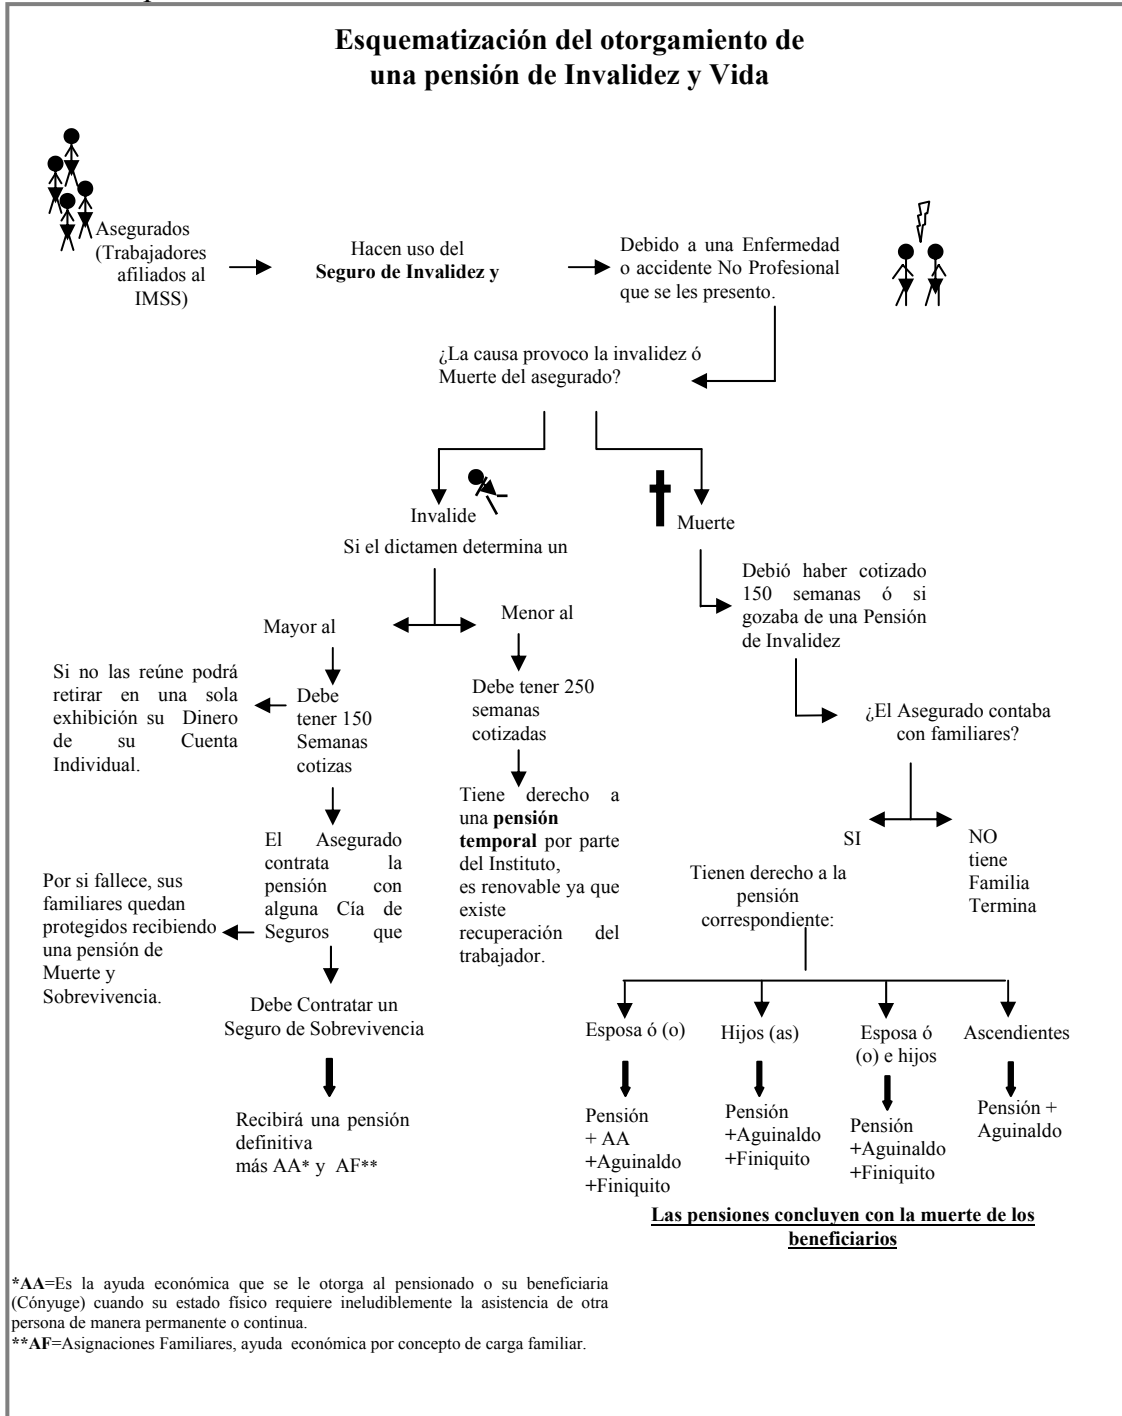 Esquematización del otorgamiento de
una pensión de Invalidez y Vida
Asegurados
(Trabajadores
afiliados al
IMSS)
Hacen uso del
Seguro de Invalidez y
Debido a una Enfermedad
o accidente No Profesional
que se les presento.
¿La causa provoco la invalidez ó
Muerte del asegurado?
Invalide
Si el dictamen determina un
Mayor al
Menor al
Si no las reúne podrá
retirar en una sola
exhibición su Dinero
de su Cuenta
Individual.
Debe
tener 150
Semanas
cotizas
Debe tener 250
semanas
cotizadas
El Asegurado
contrata la
pensión con
alguna Cía de
Seguros que
Tiene derecho a
una pensión
temporal por parte
del Instituto,
es renovable ya que
existe
recuperación del
trabajador.
Por si fallece, sus
familiares quedan
protegidos recibiendo
una pensión de
Muerte y
Sobrevivencia.
Debe Contratar un
Seguro de Sobrevivencia
Recibirá una pensión
definitiva
más AA* y AF**
Muerte
Debió haber cotizado
150 semanas ó si
gozaba de una Pensión
de Invalidez
¿El Asegurado contaba
con familiares?
SI
NO
tiene
Familia
Termina
Tienen derecho a la
pensión
correspondiente:
Esposa ó (o)
Hijos (as)
Esposa ó
(o) e hijos
Ascendientes
Pensión
+ AA
+Aguinaldo
+Finiquito
Pensión
+Aguinaldo
+Finiquito
Pensión
+Aguinaldo
+Finiquito
Pensión +
Aguinaldo
Las pensiones concluyen con la muerte de los
beneficiarios
*AA=Es la ayuda económica que se le otorga al pensionado o su beneficiaria
(Cónyuge) cuando su estado físico requiere ineludiblemente la asistencia de otra
persona de manera permanente o continua.
**AF=Asignaciones Familiares, ayuda económica por concepto de carga familiar.